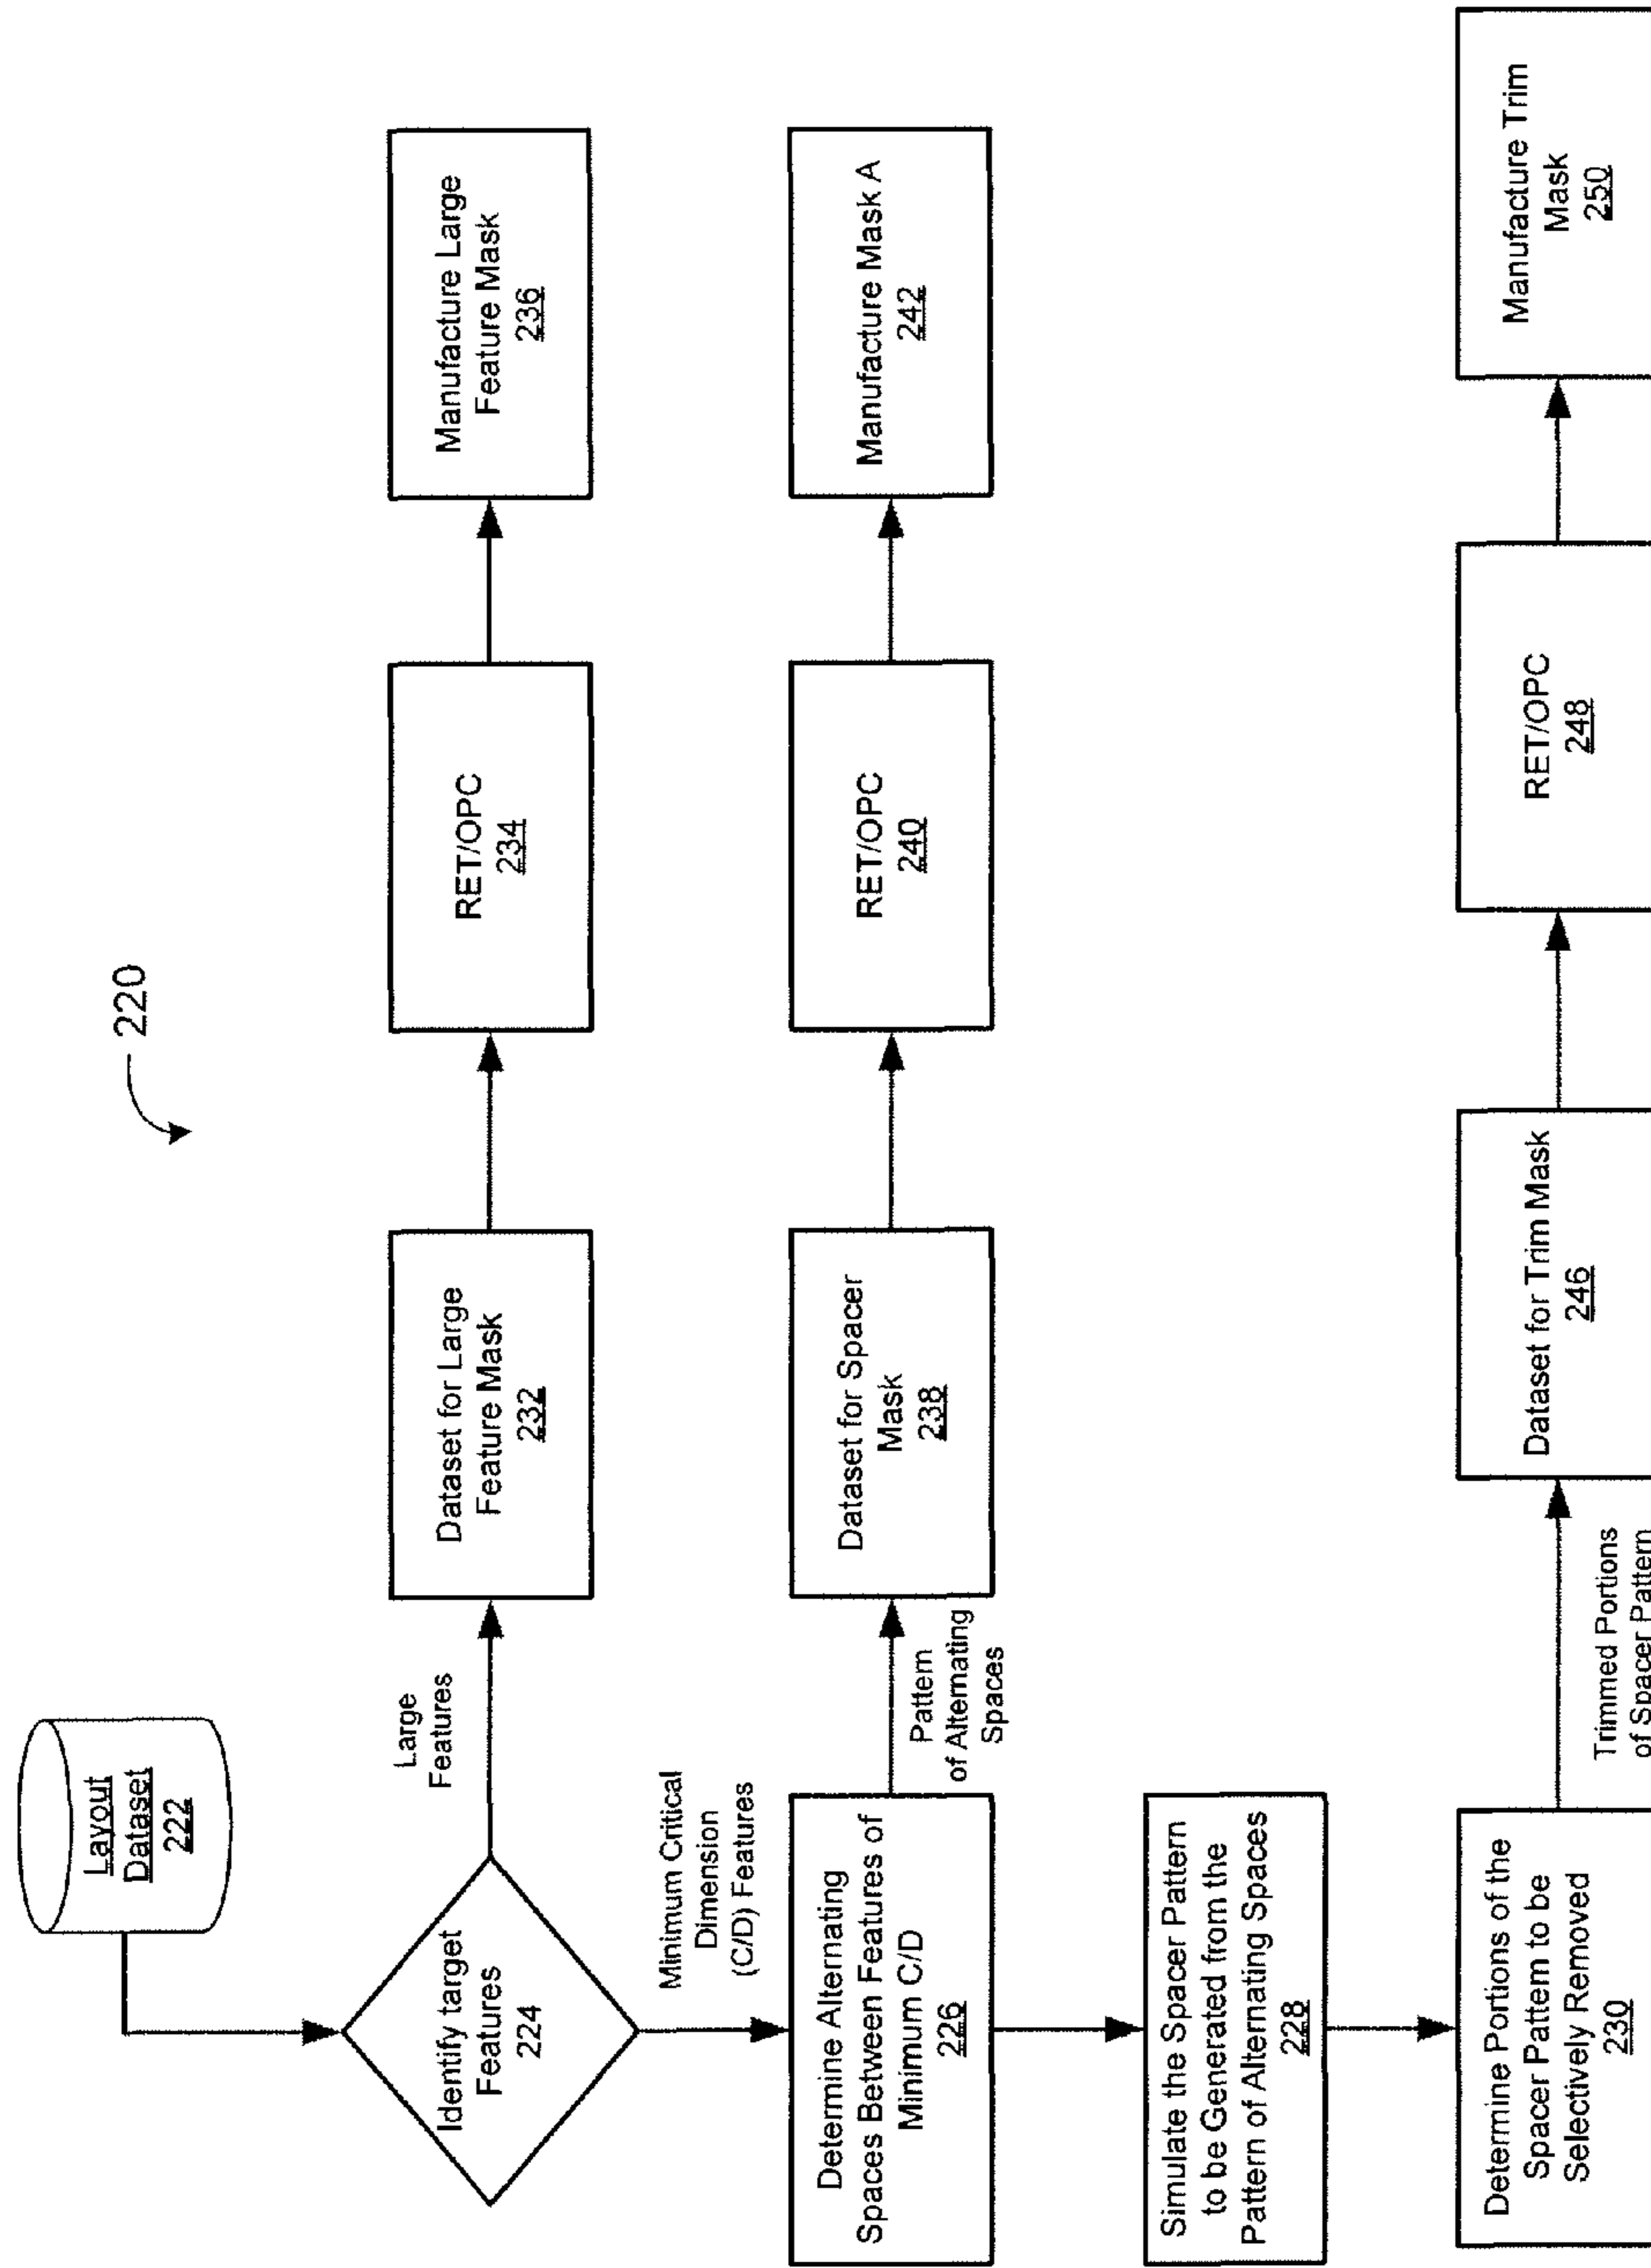 220
Layout
Dataset
222
Identify target
Features
224
Large
Features
Dataset for Large
Feature Mask
232
RET/OPC
234
Manufacture Large
Feature Mask
236
Minimum Critical
Dimension
(C/D) Features
Determine Alternating
Spaces Between Features of
Minimum C/D
226
Pattern
of Alternating
Spaces
Dataset for Spacer
Mask
238
RET/OPC
240
Manufacture Mask A
242
Simulate the Spacer Pattern
to be Generated from the
Pattern of Alternating Spaces
228
Determine Portions of the
Spacer Pattern to be
Selectively Removed
230
Trimmed Portions
of Spacer Pattern
Dataset for Trim Mask
246
RET/OPC
248
Manufacture Trim
Mask
250